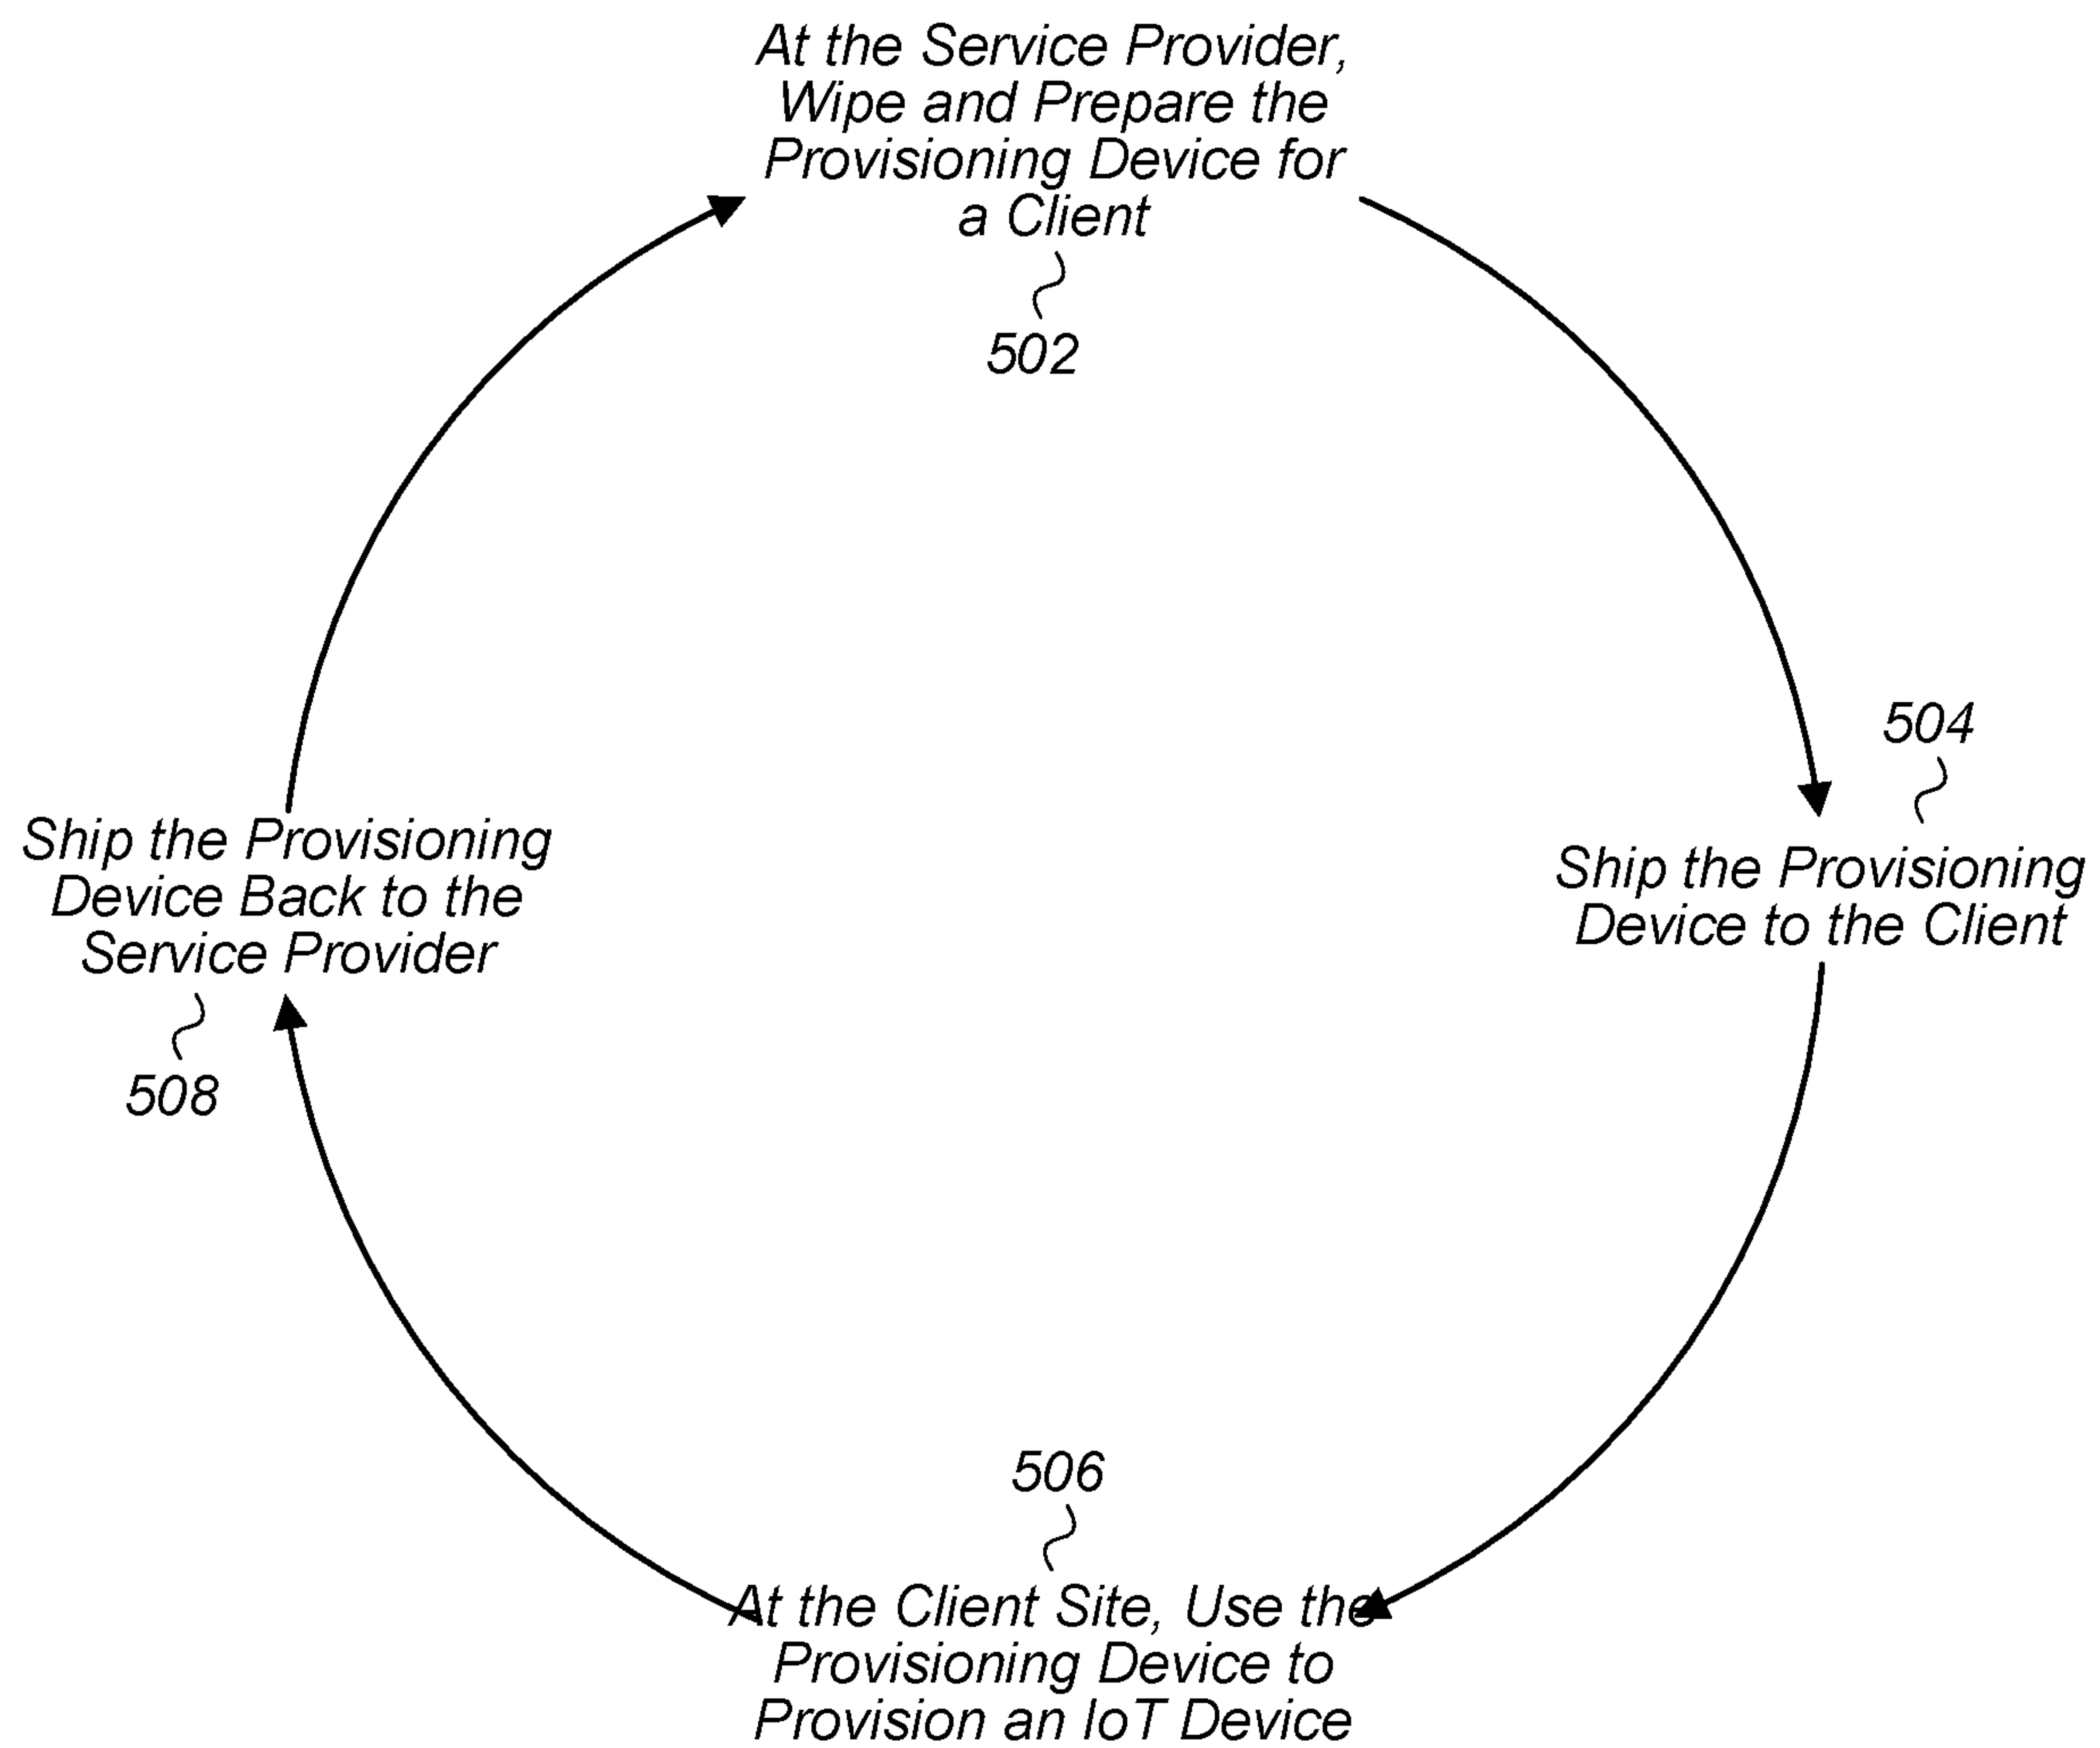 At the Service Provider,
Wipe and Prepare the
Provisioning Device for
a Client
502
504
Ship the Provisioning
Device to the Client
506
At the Client Site, Use the
Provisioning Device to
Provision an IoT Device
Ship the Provisioning
Device Back to the
Service Provider
508